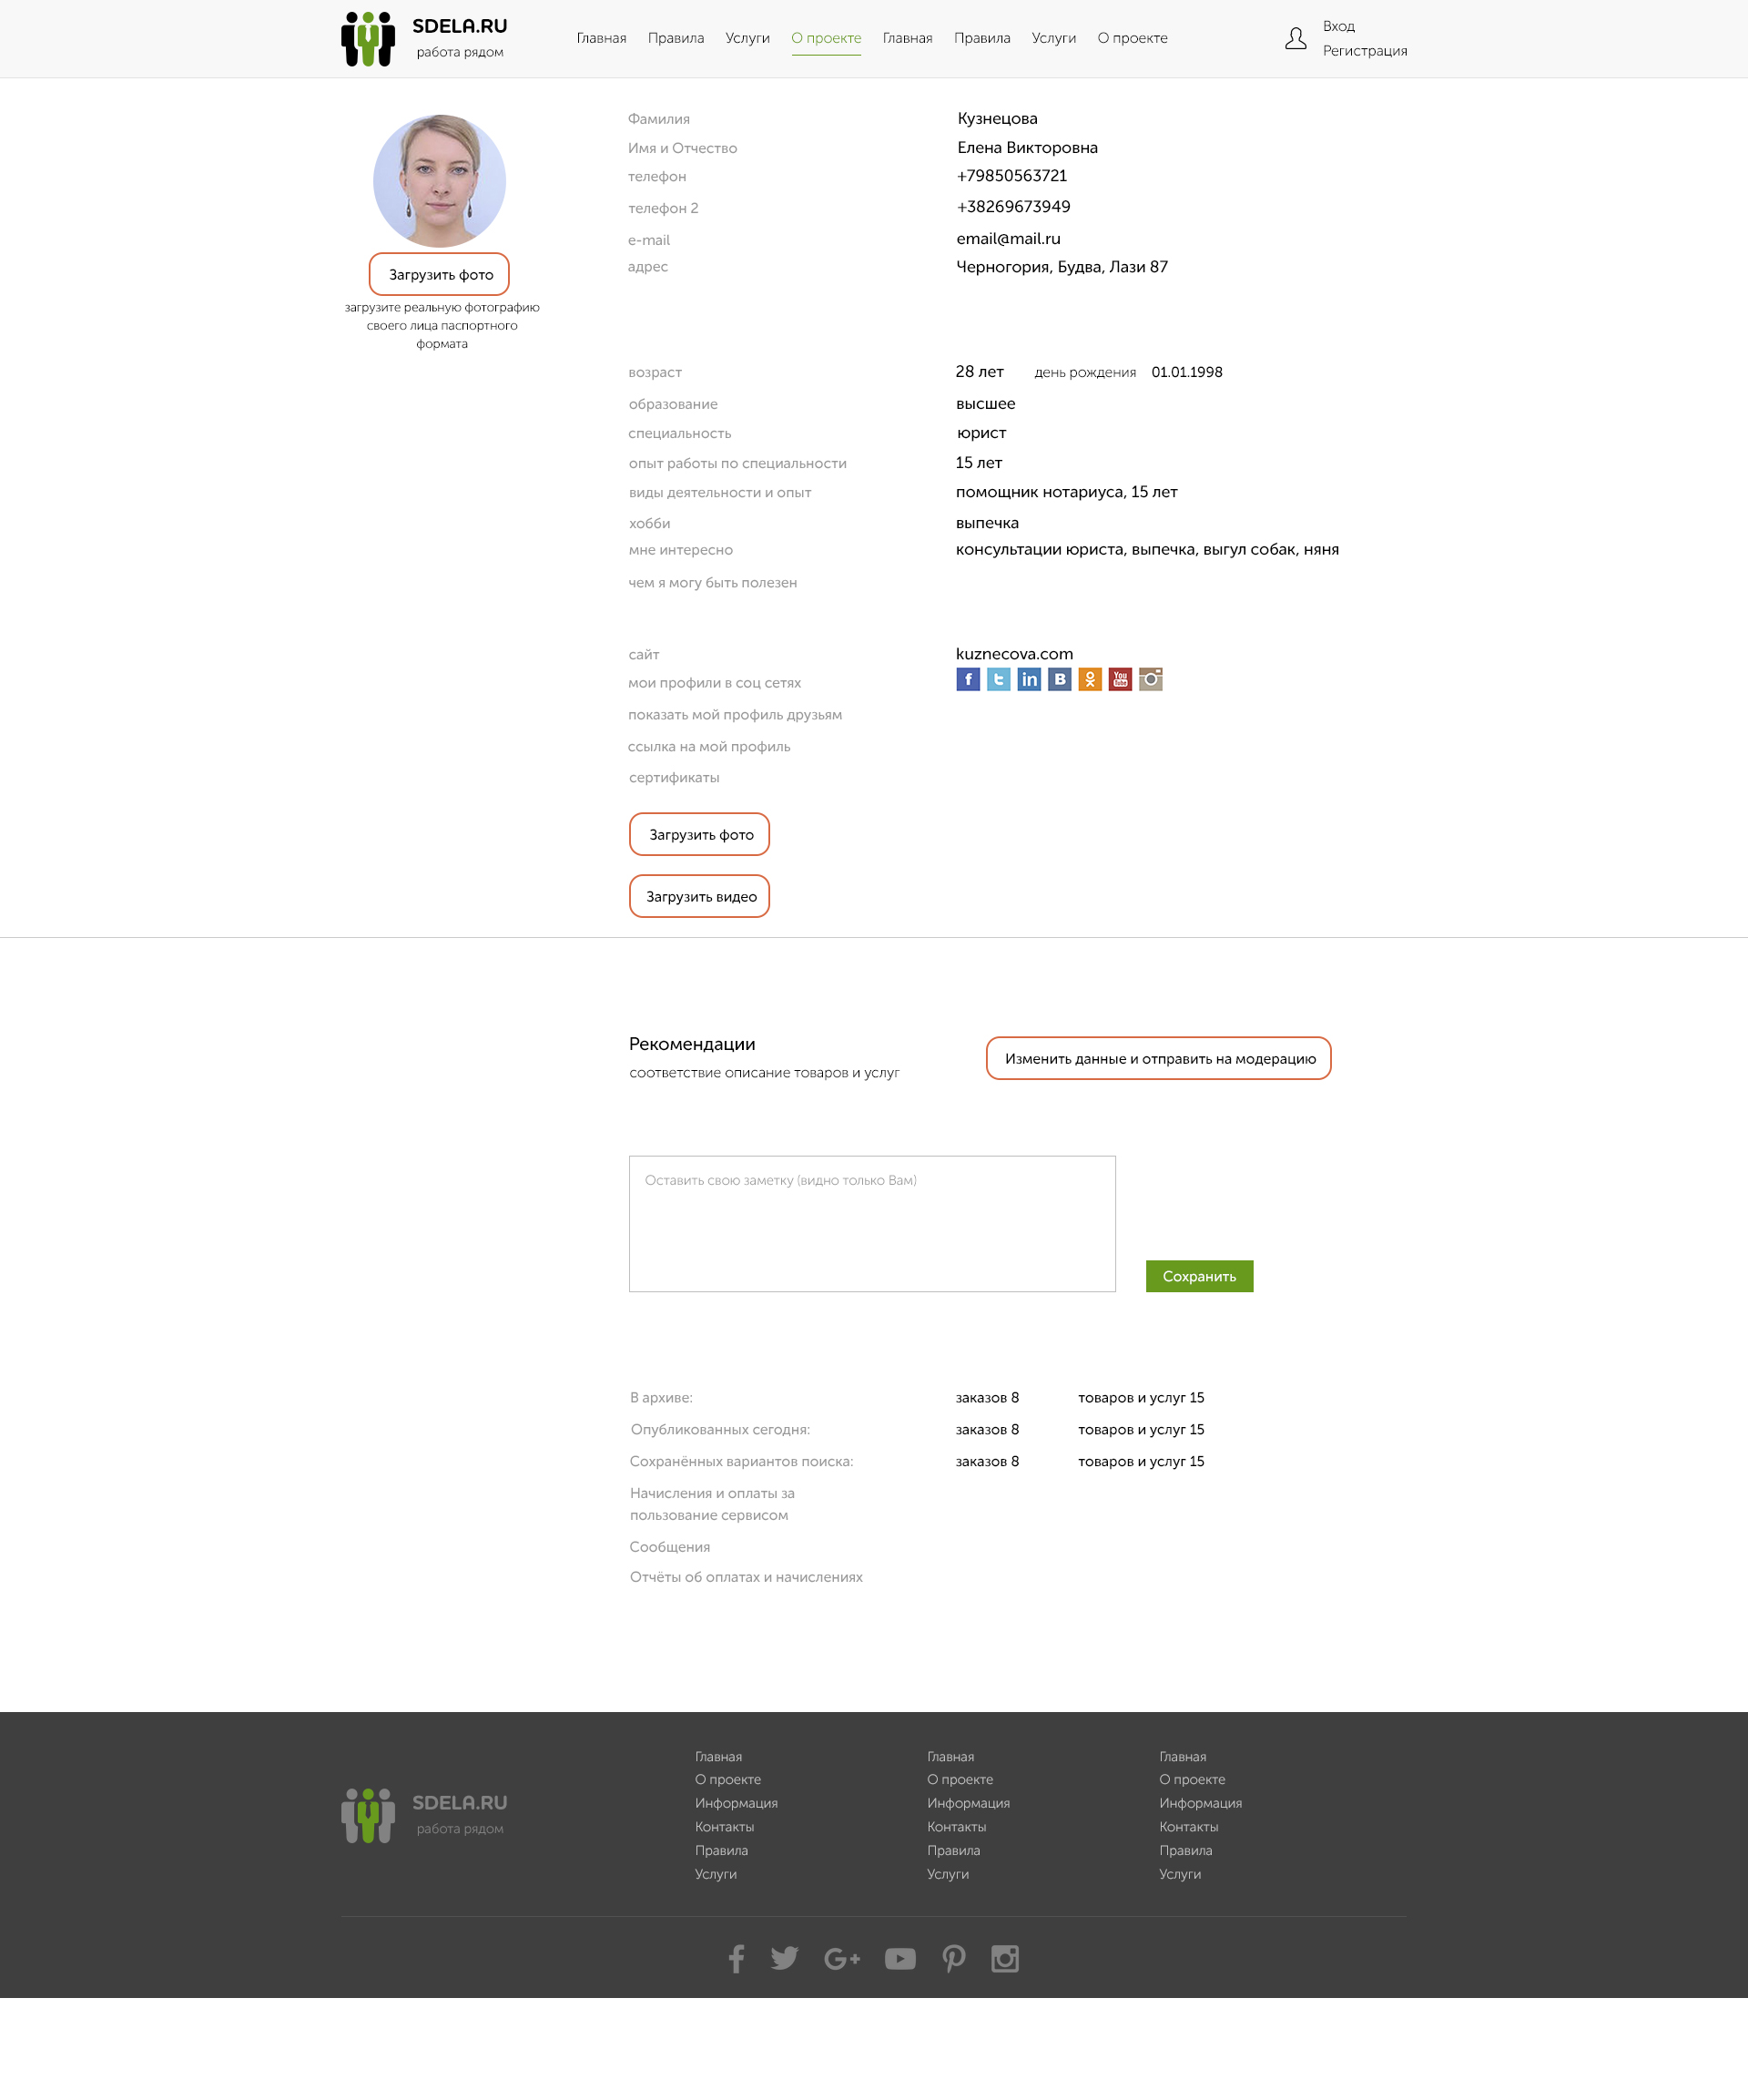 SDELA.RU
работа рядом
Главная Правила Услуги О проекте Главная Правила Услуги О проекте
Вход
Регистрация
Загрузить фото
загрузите реальную фотографию
своего лица паспортного
формата
Фамилия Кузнецова
Имя и Отчество Елена Викторовна
телефон +79850563721
телефон 2 +38269673949
e-mail email@mail.ru
адрес Черногория, Будва, Лази 87
возраст 28 лет день рождения 01.01.1998
образование высшее
специальность юрист
опыт работы по специальности 15 лет
виды деятельности и опыт помощник нотариуса, 15 лет
хобби выпечка
мне интересно консультации юриста, выпечка, выгул собак, няня
чем я могу быть полезен
сайт kuznecova.com
мои профили в соц сетях f t in B You Tube
показать мой профиль друзьям
ссылка на мой профиль
сертификаты
Загрузить фото
Загрузить видео
Рекомендации
соответствие описание товаров и услуг
Изменить данные и отправить на модерацию
Оставить свою заметку (видно только Вам)
Сохранить
В архиве: заказов 8 товаров и услуг 15
Опубликованных сегодня: заказов 8 товаров и услуг 15
Сохранённых вариантов поиска: заказов 8 товаров и услуг 15
Начисления и оплаты за
пользование сервисом
Сообщения
Отчёты об оплатах и начислениях
SDELA.RU
работа рядом
Главная Главная Главная
О проекте О проекте О проекте
Информация Информация Информация
Контакты Контакты Контакты
Правила Правила Правила
Услуги Услуги Услуги
f G+